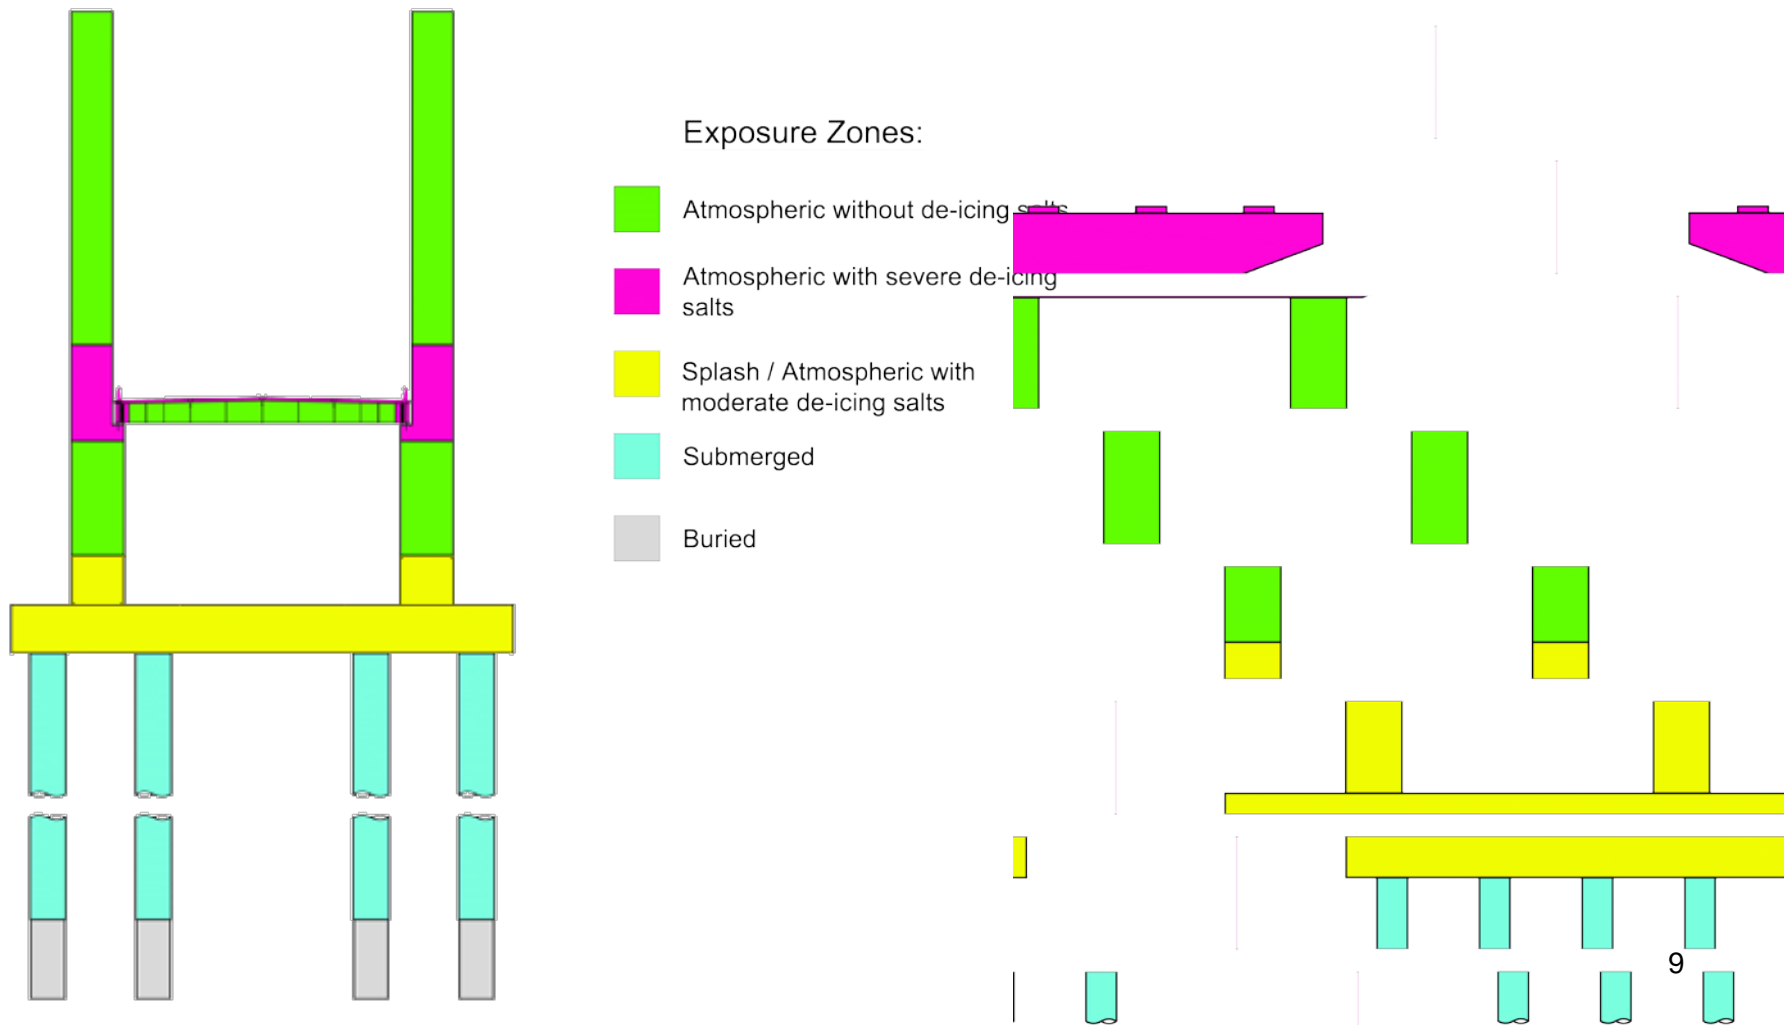 Exposure Zones:
Atmospheric without de-icing salts
Atmospheric with severe de-icing
salts
Splash / Atmospheric with
moderate de-icing salts
Submerged
Buried
9